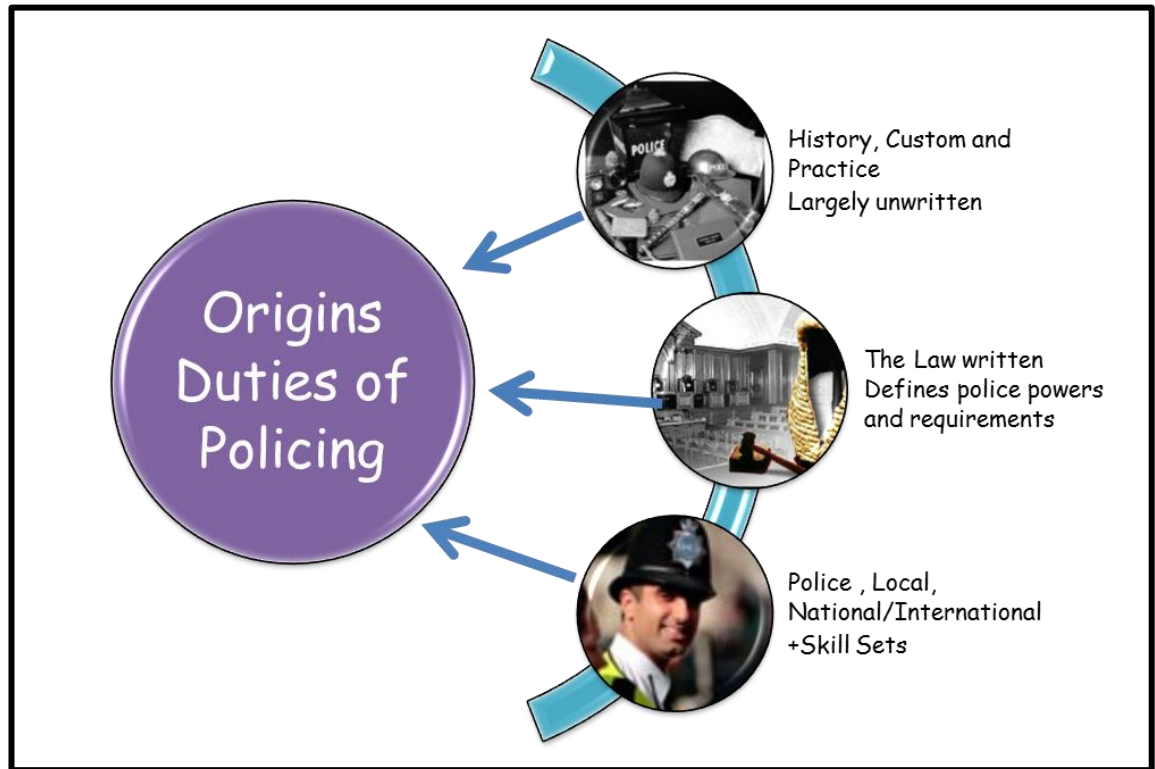 Origins
Duties of
Policing
POLICE
History, Custom and
Practice
Largely unwritten
The Law written
Defines police powers
and requirements
Police , Local,
National/International
+Skill Sets